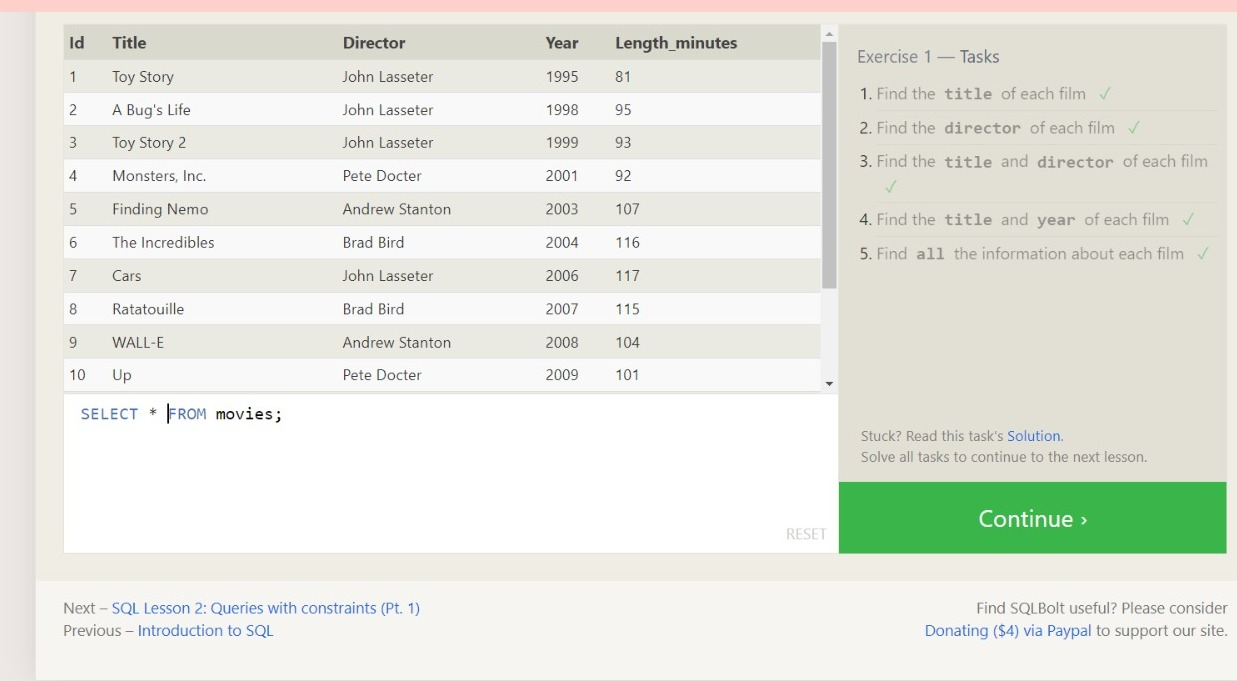 Id Title Director Year Length_minutes
1 Toy Story John Lasseter 1995 81
2 A Bug's Life John Lasseter 1998 95
3 Toy Story 2 John Lasseter 1999 93
4 Monsters, Inc. Pete Docter 2001 92
5 Finding Nemo Andrew Stanton 2003 107
6 The Incredibles Brad Bird 2004 116
7 Cars John Lasseter 2006 117
8 Ratatouille Brad Bird 2007 115
9 WALL-E Andrew Stanton 2008 104
10 Up Pete Docter 2009 101
SELECT * FROM movies;
RESET
Exercise 1 — Tasks
1. Find the title of each film ✓
2. Find the director of each film ✓
3. Find the title and director of each film
✓
4. Find the title and year of each film ✓
5. Find all the information about each film ✓
Stuck? Read this task's Solution.
Solve all tasks to continue to the next lesson.
Continue ›
Next – SQL Lesson 2: Queries with constraints (Pt. 1)
Previous – Introduction to SQL
Find SQLBolt useful? Please consider
Donating ($4) via Paypal to support our site.